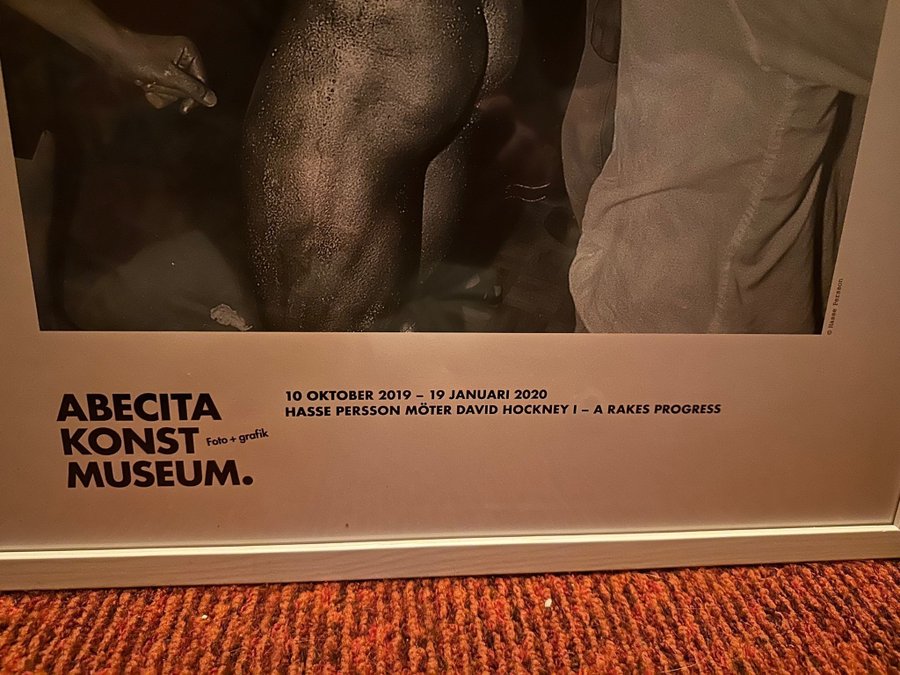 © Hasse Persson
ABECITA
KONST Foto + grafik
MUSEUM.
10 OKTOBER 2019 – 19 JANUARI 2020
HASSE PERSSON MÖTER DAVID HOCKNEY I – A RAKES PROGRESS